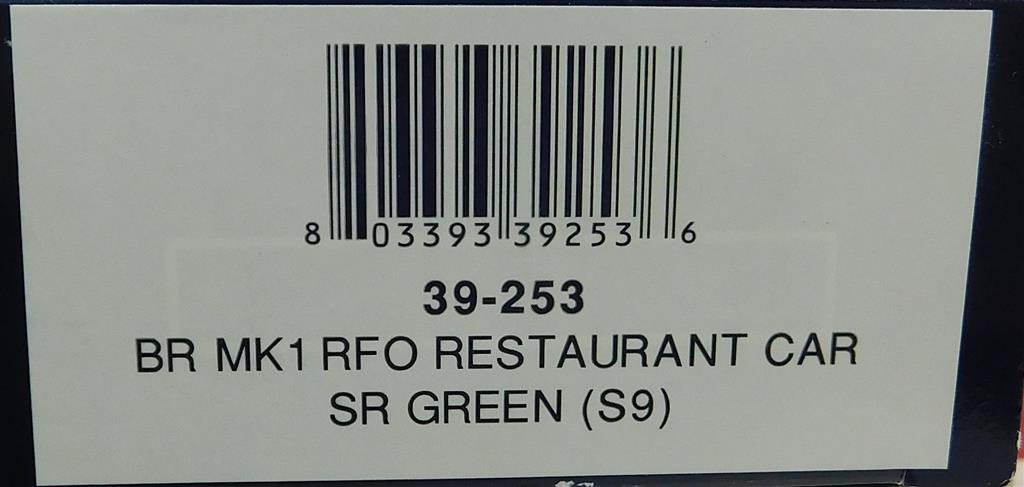 8 03393 39253 6
39-253
BR MK1 RFO RESTAURANT CAR
SR GREEN (S9)